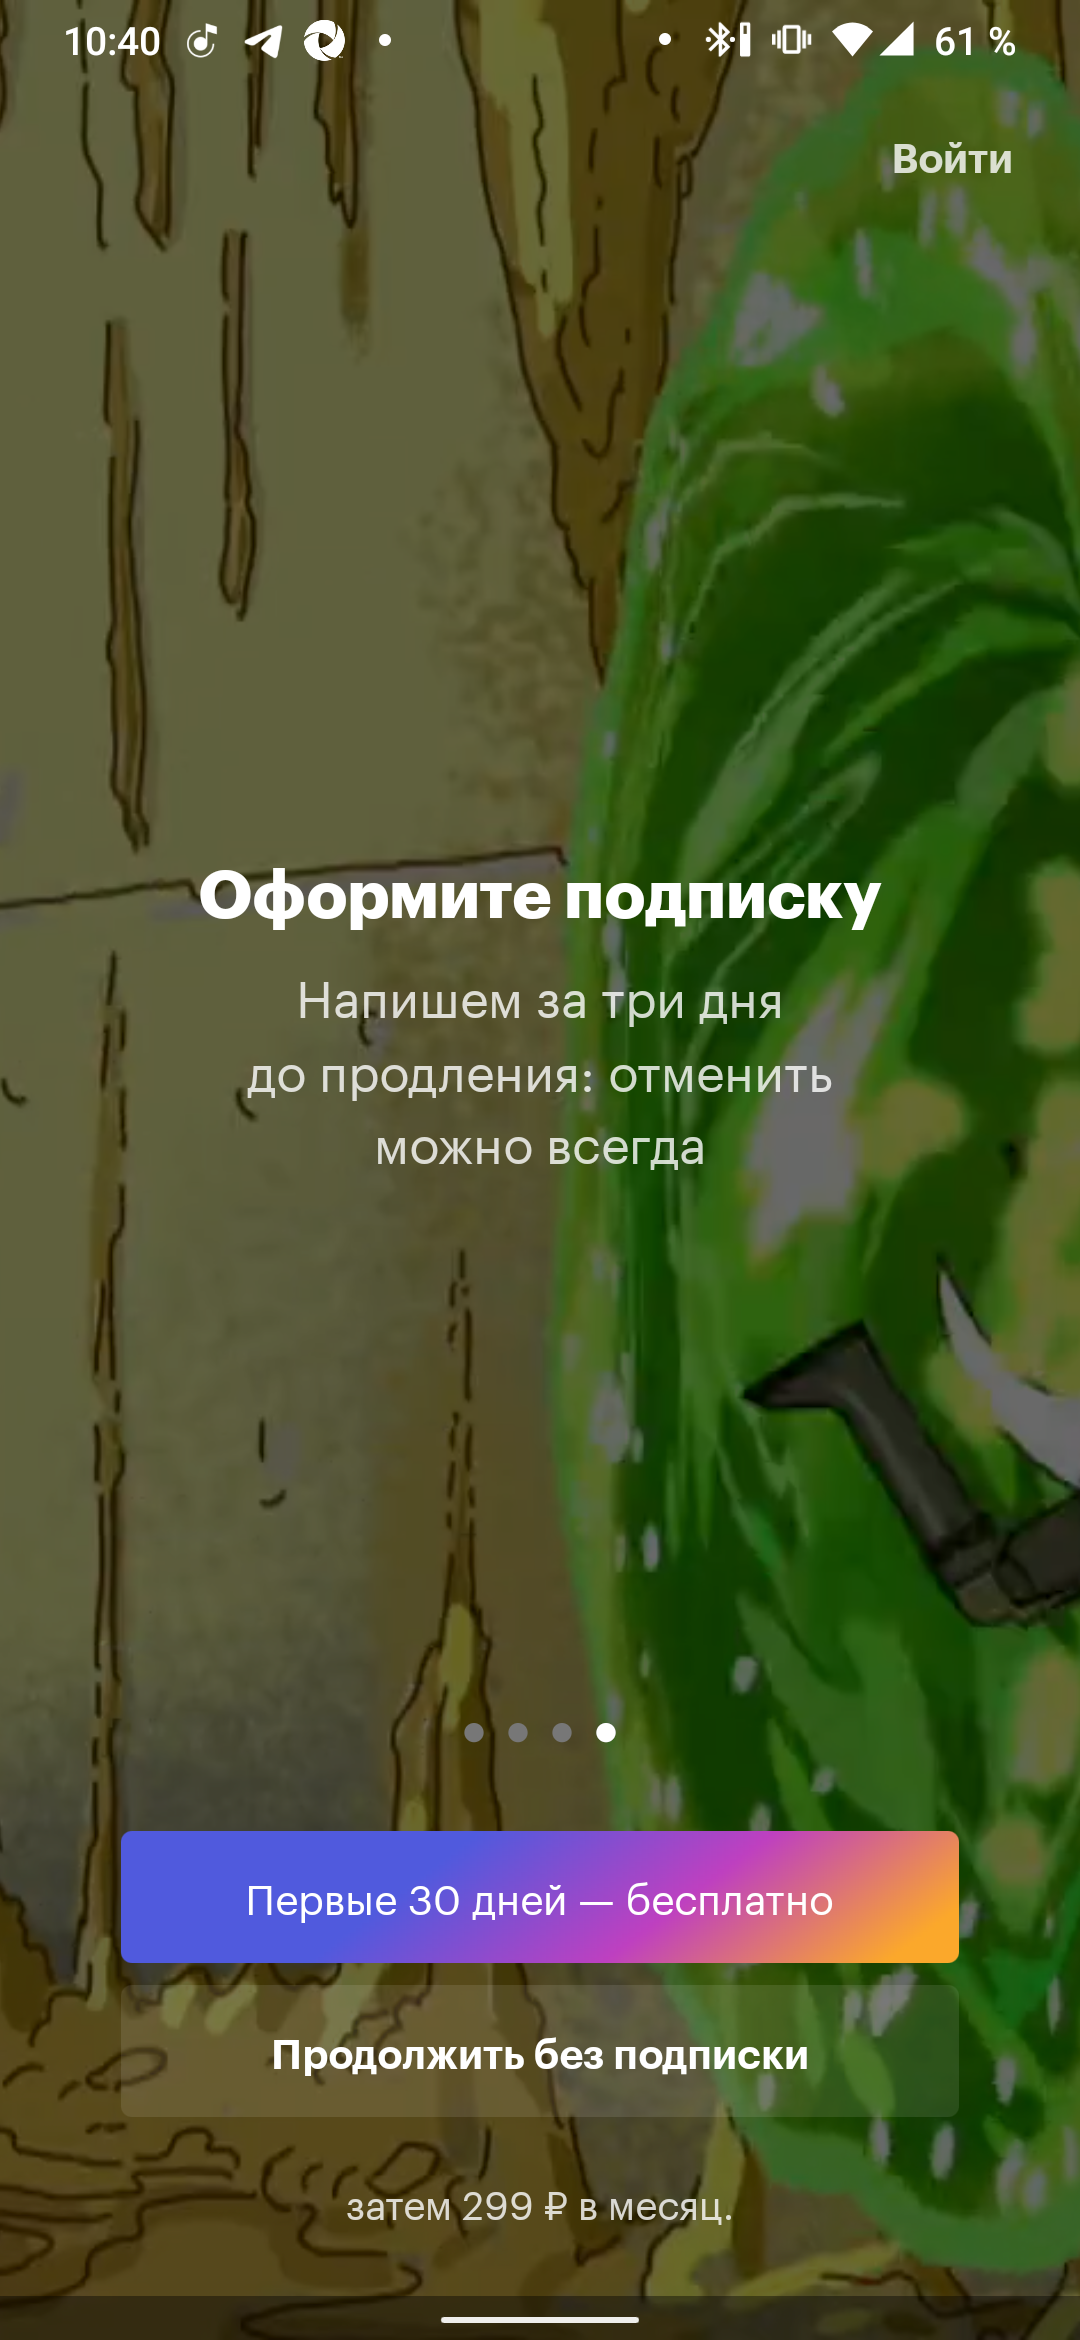 10:40
61 %
Войти
Оформите подписку
Напишем за три дня
до продления: отменить
можно всегда
Первые 30 дней — бесплатно
Продолжить без подписки
затем 299 ₽ в месяц.